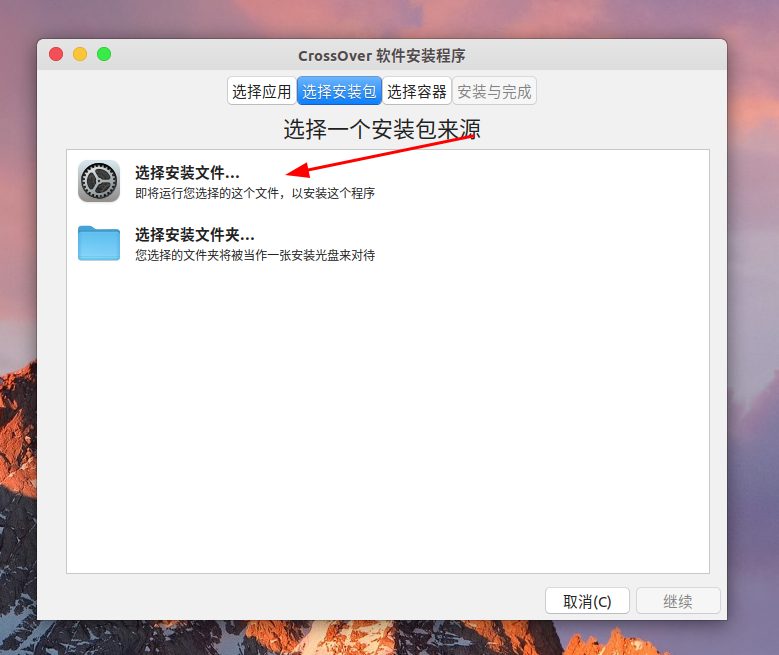 CrossOver 软件安装程序
选择应用 选择安装包 选择容器 安装与完成
选择一个安装包来源
选择安装文件...
即将运行您选择的这个文件，以安装这个程序
选择安装文件夹...
您选择的文件夹将被当作一张安装光盘来对待
取消(C) 继续